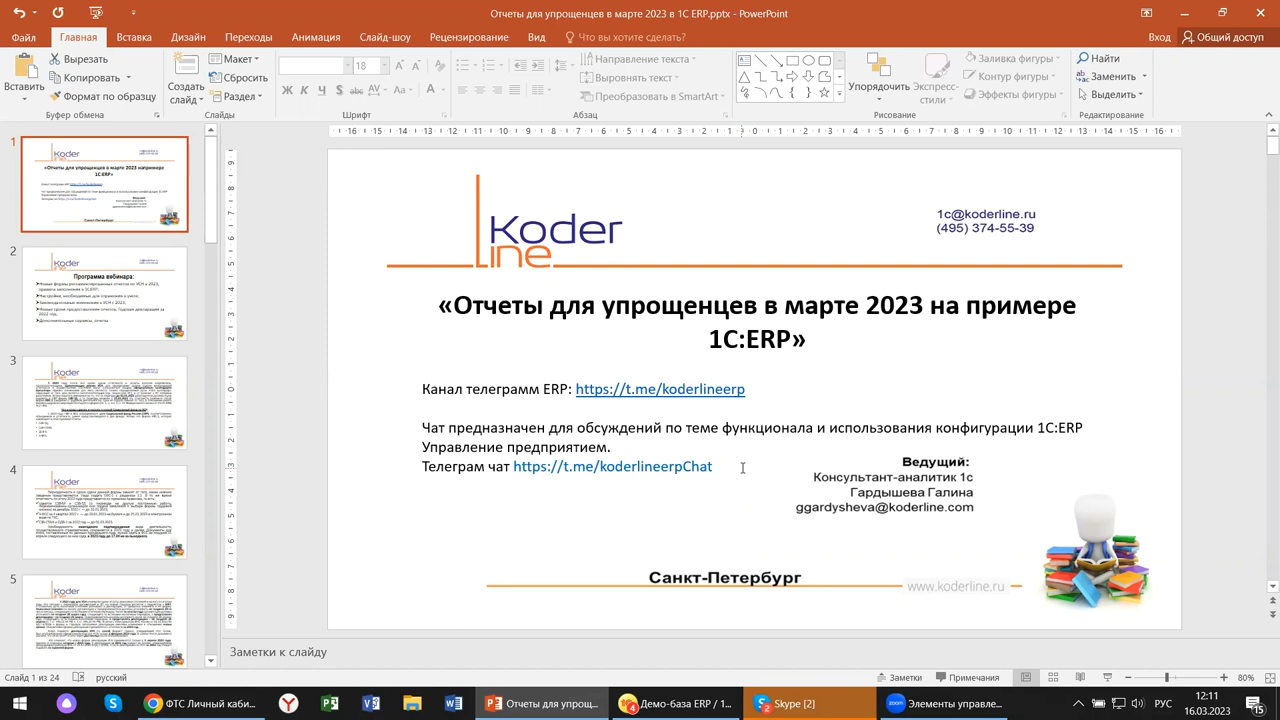 Отчеты для упрощенцев в марте 2023 в 1С ERP.pptx - PowerPoint
Файл Главная Вставка Дизайн Переходы Анимация Слайд-шоу Рецензирование Вид Что вы хотите сделать? Вход Общий доступ
Вставить
Вырезать
Копировать
Формат по образцу
Буфер обмена
Создать слайд
Макет
Сбросить
Раздел
Слайды
18
Шрифт
Направление текста
Выровнять текст
Преобразовать в SmartArt
Абзац
Упорядочить
Экспресс-стили
Заливка фигуры
Контур фигуры
Эффекты фигуры
Рисование
Найти
Заменить
Выделить
Редактирование
1
2
Программа вебинара:
3
4
5
Koder
line
1c@koderline.ru
(495) 374-55-39
«Отчеты для упрощенцев в марте 2023 на примере
1С:ERP»
Канал телеграмм ERP: https://t.me/koderlineerp
Чат предназначен для обсуждений по теме функционала и использования конфигурации 1С:ERP
Управление предприятием.
Телеграм чат https://t.me/koderlineerpChat
Ведущий:
Консультант-аналитик 1с
Гардышева Галина
ggardysheva@koderline.com
Санкт-Петербург
www.koderline.ru
Заметки к слайду
Слайд 1 из 24 русский Заметки Примечания 80%
ФТС Личный каби...
Отчеты для упрощ...
Демо-база ERP / 1...
Skype [2]
Элементы управле...
РУС
12:11
16.03.2023